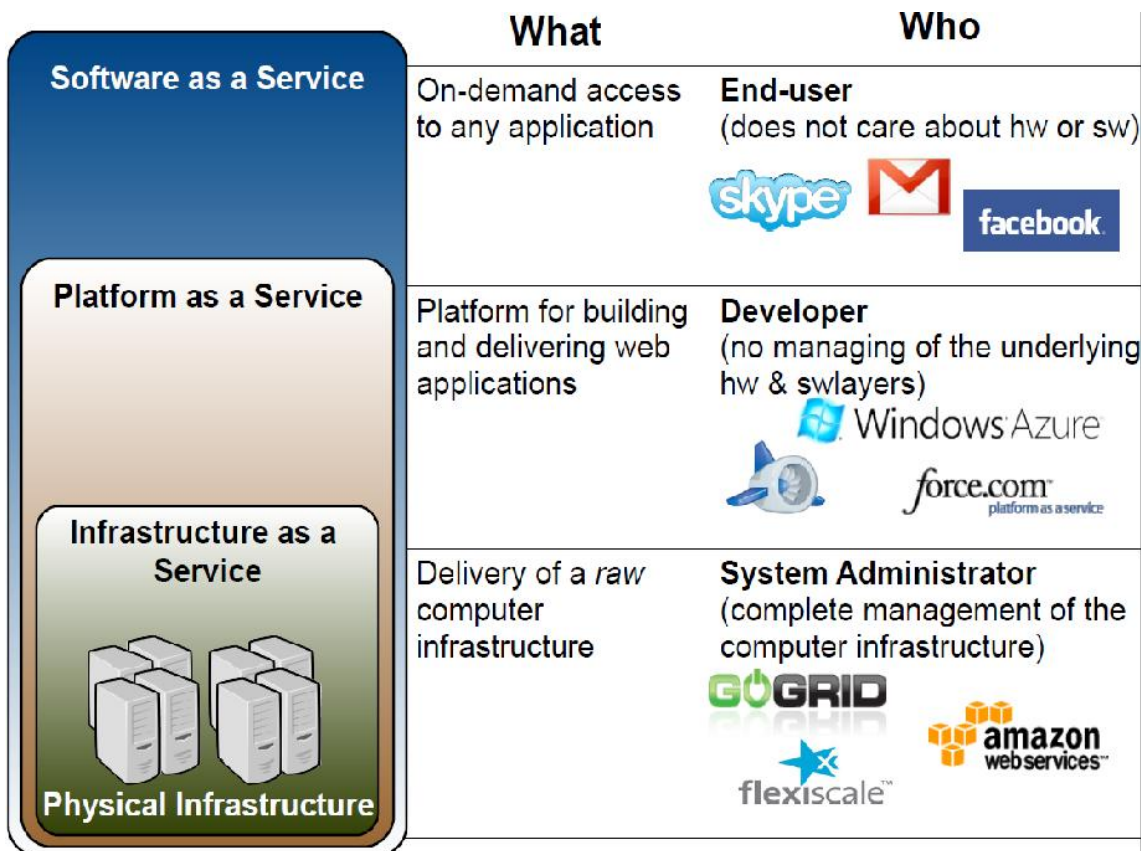 What
Who
Software as a Service
On-demand access
to any application
End-user
(does not care about hw or sw)
skype
facebook
Platform as a Service
Platform for building
and delivering web
applications
Developer
(no managing of the underlying
hw & swlayers)
Windows Azure
force.com
platform as a service
Infrastructure as a
Service
Delivery of a raw
computer
infrastructure
System Administrator
(complete management of the
computer infrastructure)
GOGRID
amazon
webservices™
flexiscale™
Physical Infrastructure